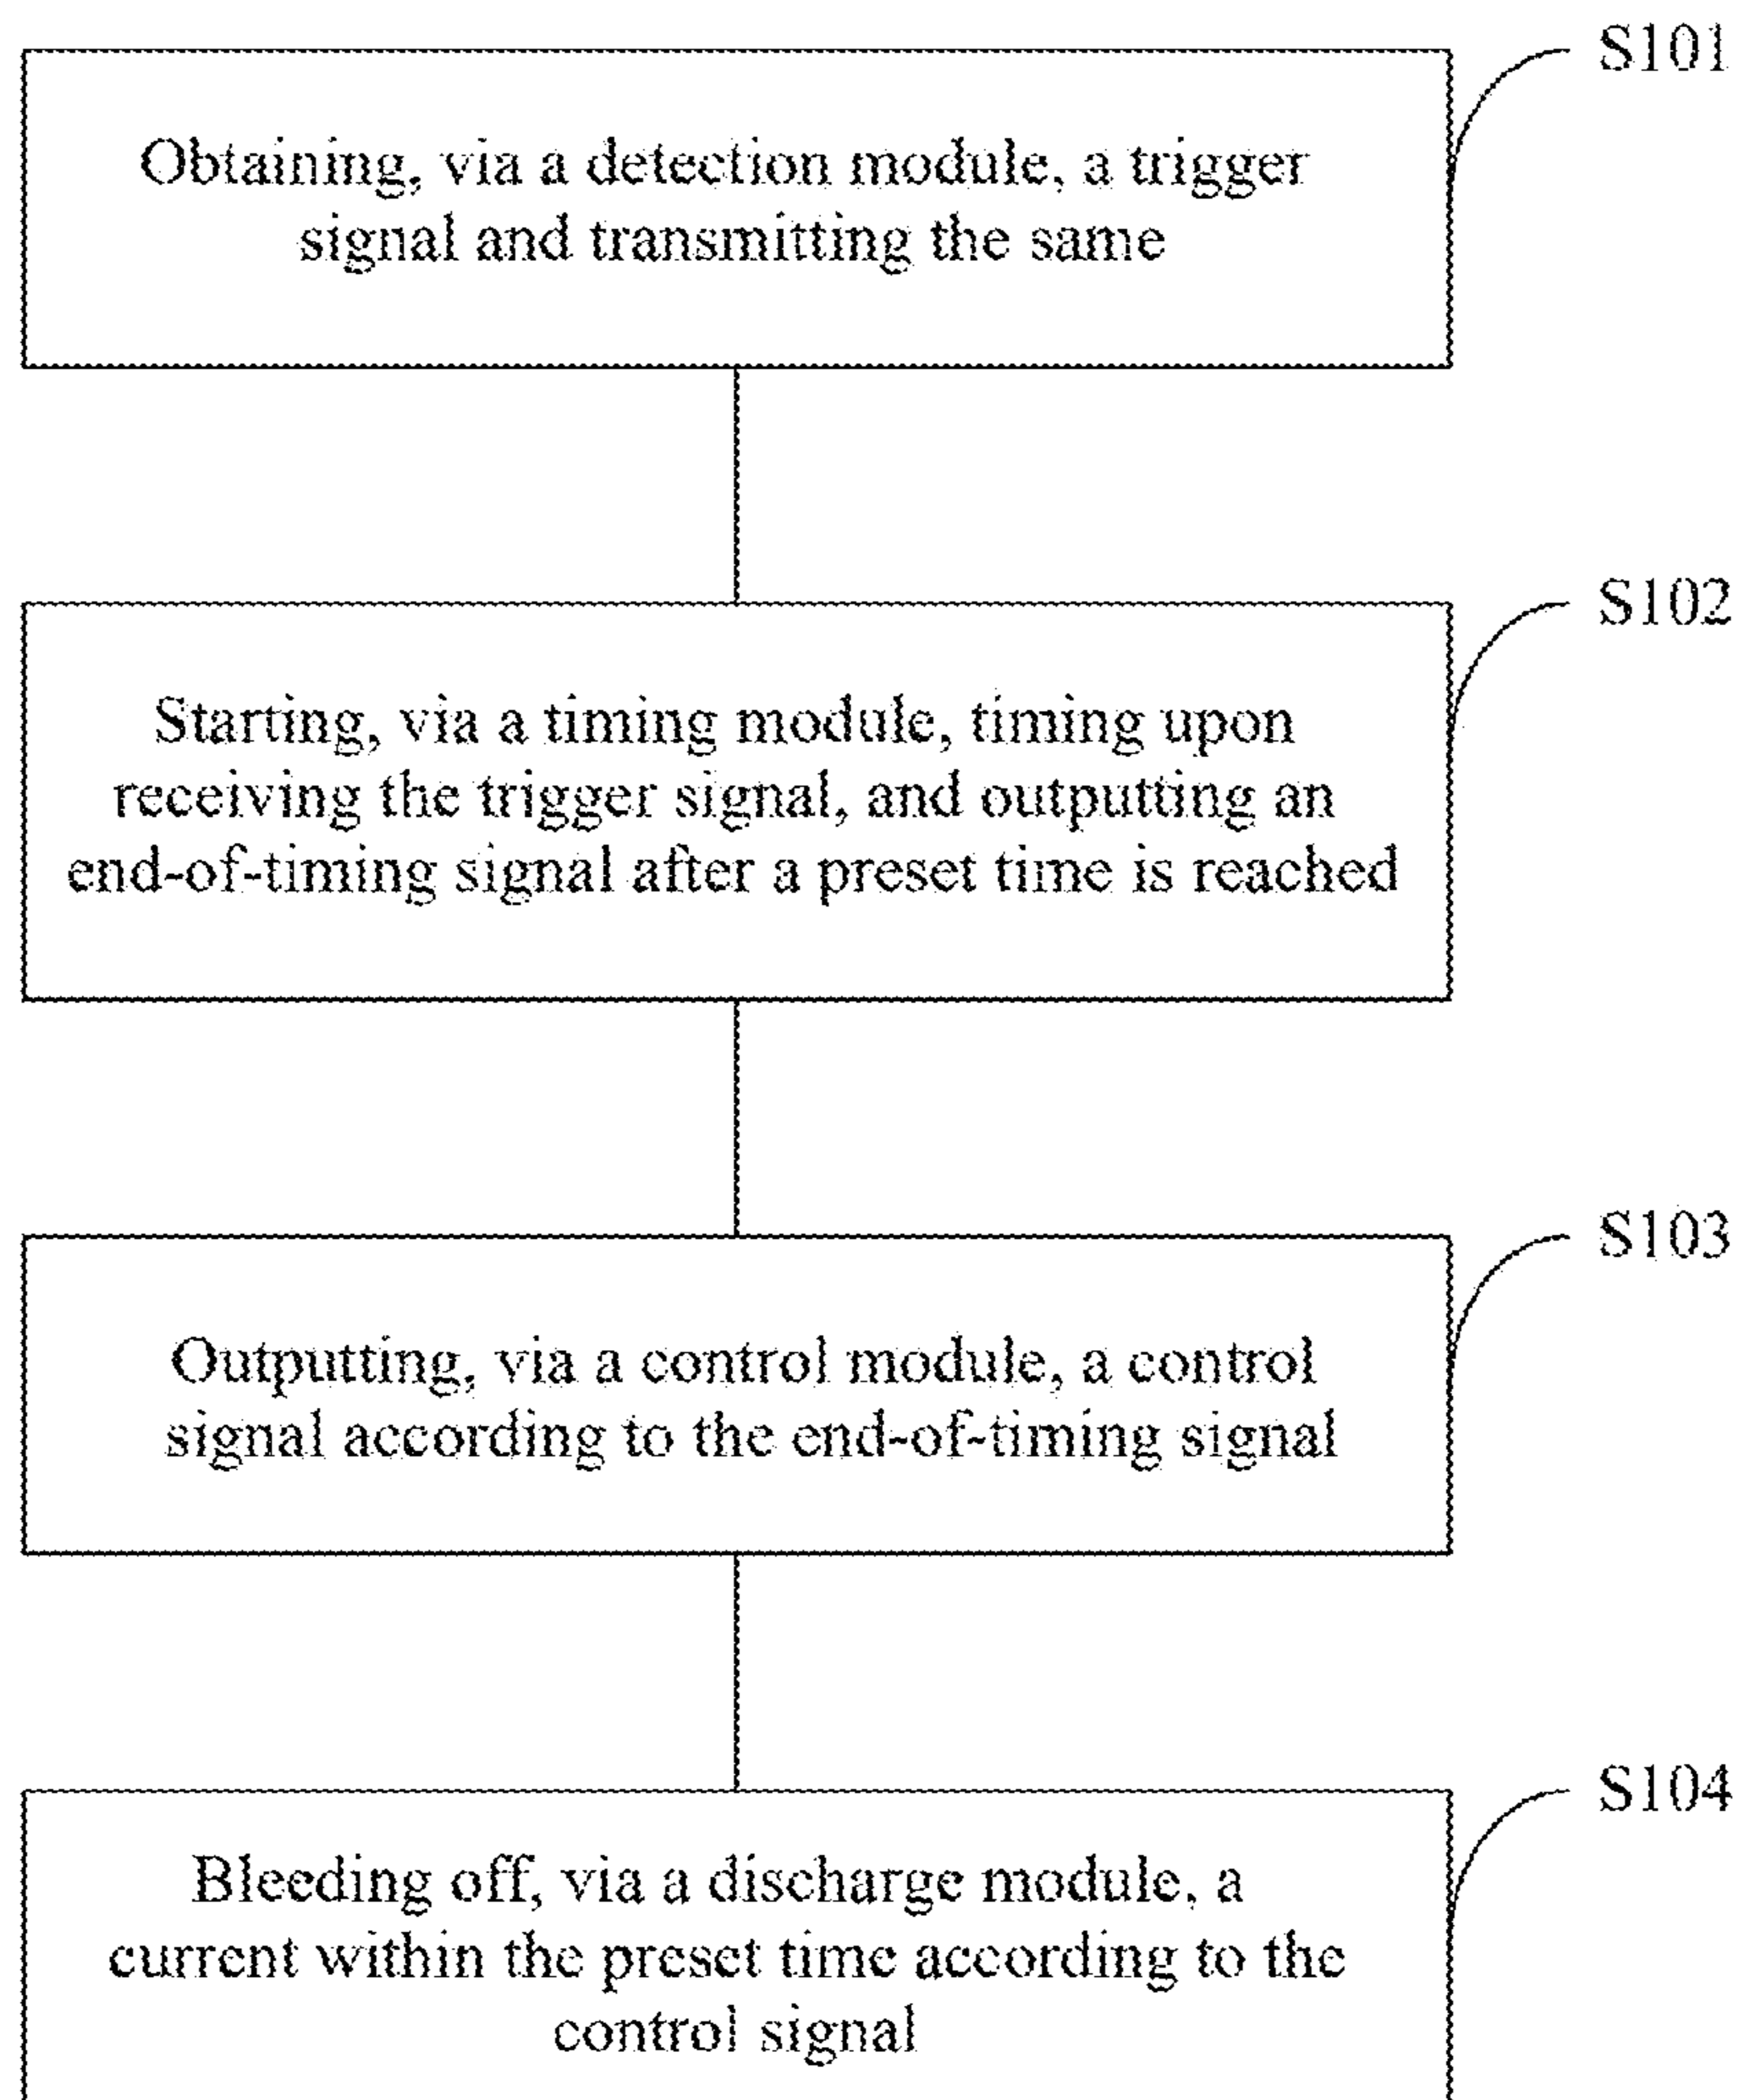 S101
Obtaining, via a detection module, a trigger
signal and transmitting the same
S102
Starting, via a timing module, timing upon
receiving the trigger signal, and outputting an
end-of-timing signal after a preset time is reached
S103
Outputting, via a control module, a control
signal according to the end-of-timing signal
S104
Bleeding off, via a discharge module, a
current within the preset time according to the
control signal